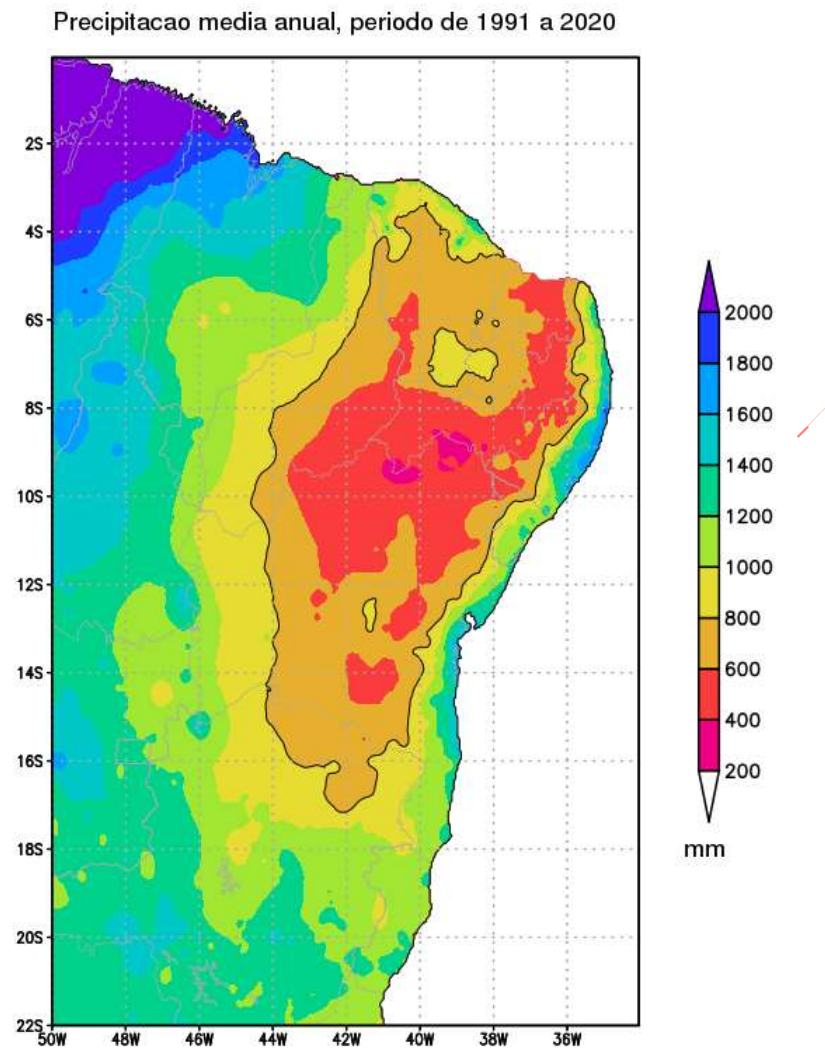 Precipitacao media anual, periodo de 1991 a 2020
2S
4S
6S
8S
10S
12S
14S
16S
18S
20S
22S
50W 48W 46W 44W 42W 40W 38W 36W
2000
1800
1600
1400
1200
1000
800
600
400
200
mm